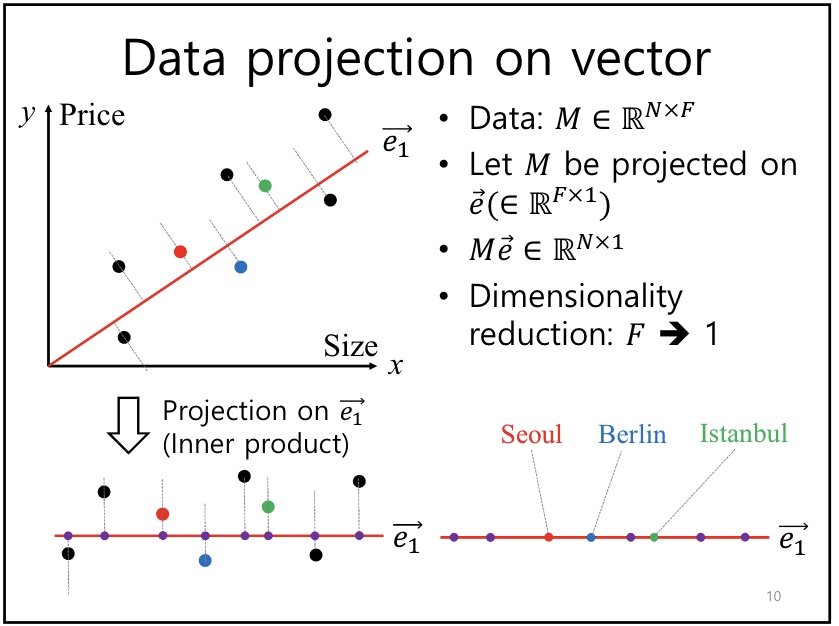 Data projection on vector
y
Price
$\overrightarrow{e_1}$
Size
x
• Data: $M \in \mathbb{R}^{N \times F}$
• Let $M$ be projected on
$\vec{e}(\in \mathbb{R}^{F \times 1})$
• $M\vec{e} \in \mathbb{R}^{N \times 1}$
• Dimensionality
reduction: $F$ ➔ 1
Projection on $\overrightarrow{e_1}$
(Inner product)
$\overrightarrow{e_1}$
Seoul Berlin Istanbul
$\overrightarrow{e_1}$
10